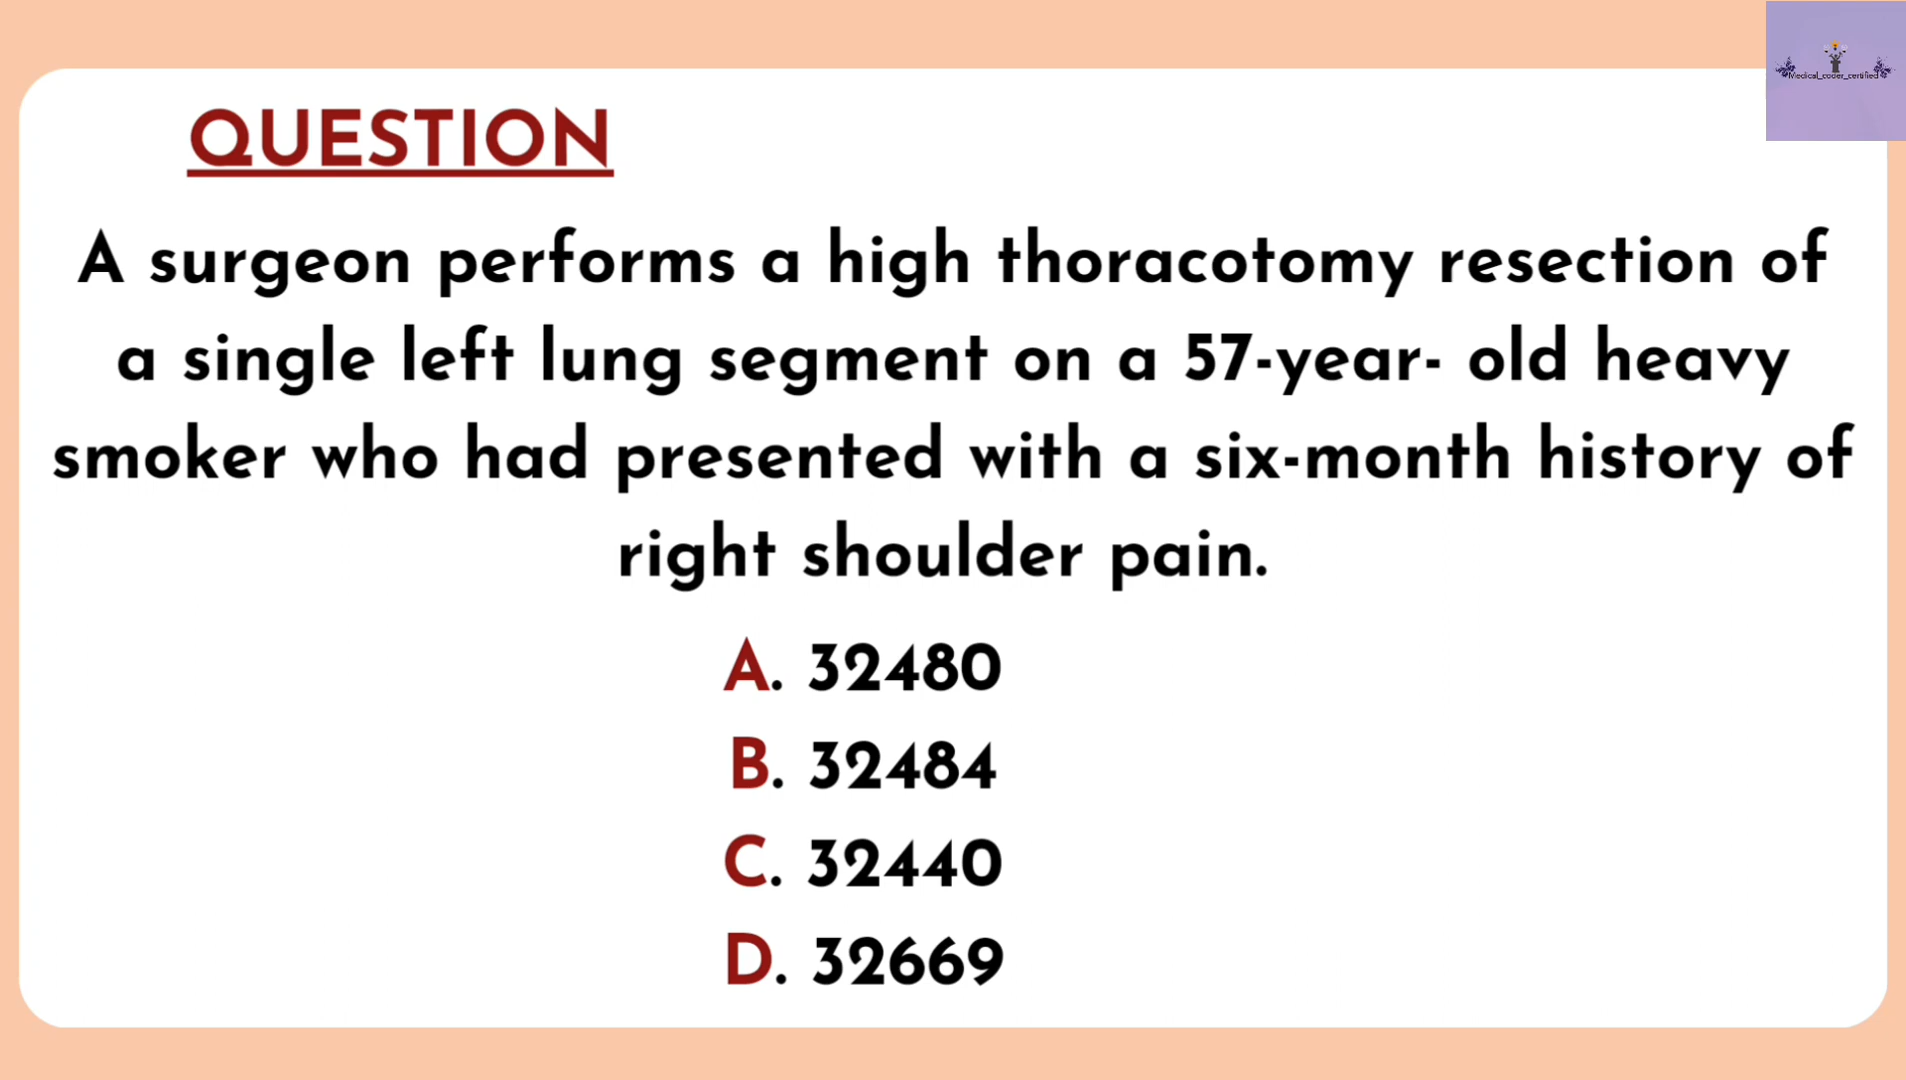 Medical_coder_certified
QUESTION
A surgeon performs a high thoracotomy resection of
a single left lung segment on a 57-year- old heavy
smoker who had presented with a six-month history of
right shoulder pain.
A. 32480
B. 32484
C. 32440
D. 32669